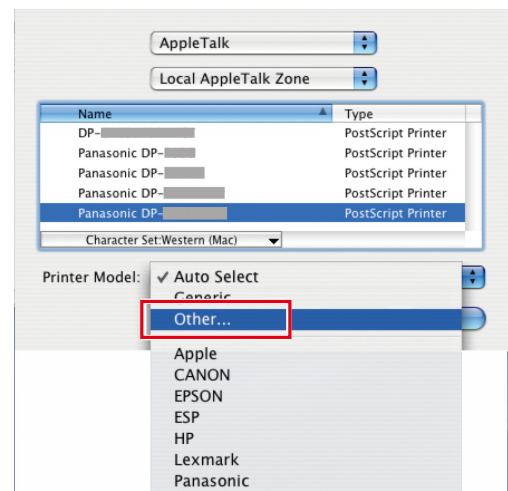 AppleTalk
Local AppleTalk Zone
Name Type
DP- PostScript Printer
Panasonic DP- PostScript Printer
Panasonic DP- PostScript Printer
Panasonic DP- PostScript Printer
Panasonic DP- PostScript Printer
Character Set:Western (Mac)
Printer Model: ✓ Auto Select
Generic
Other...
Apple
CANON
EPSON
ESP
HP
Lexmark
Panasonic